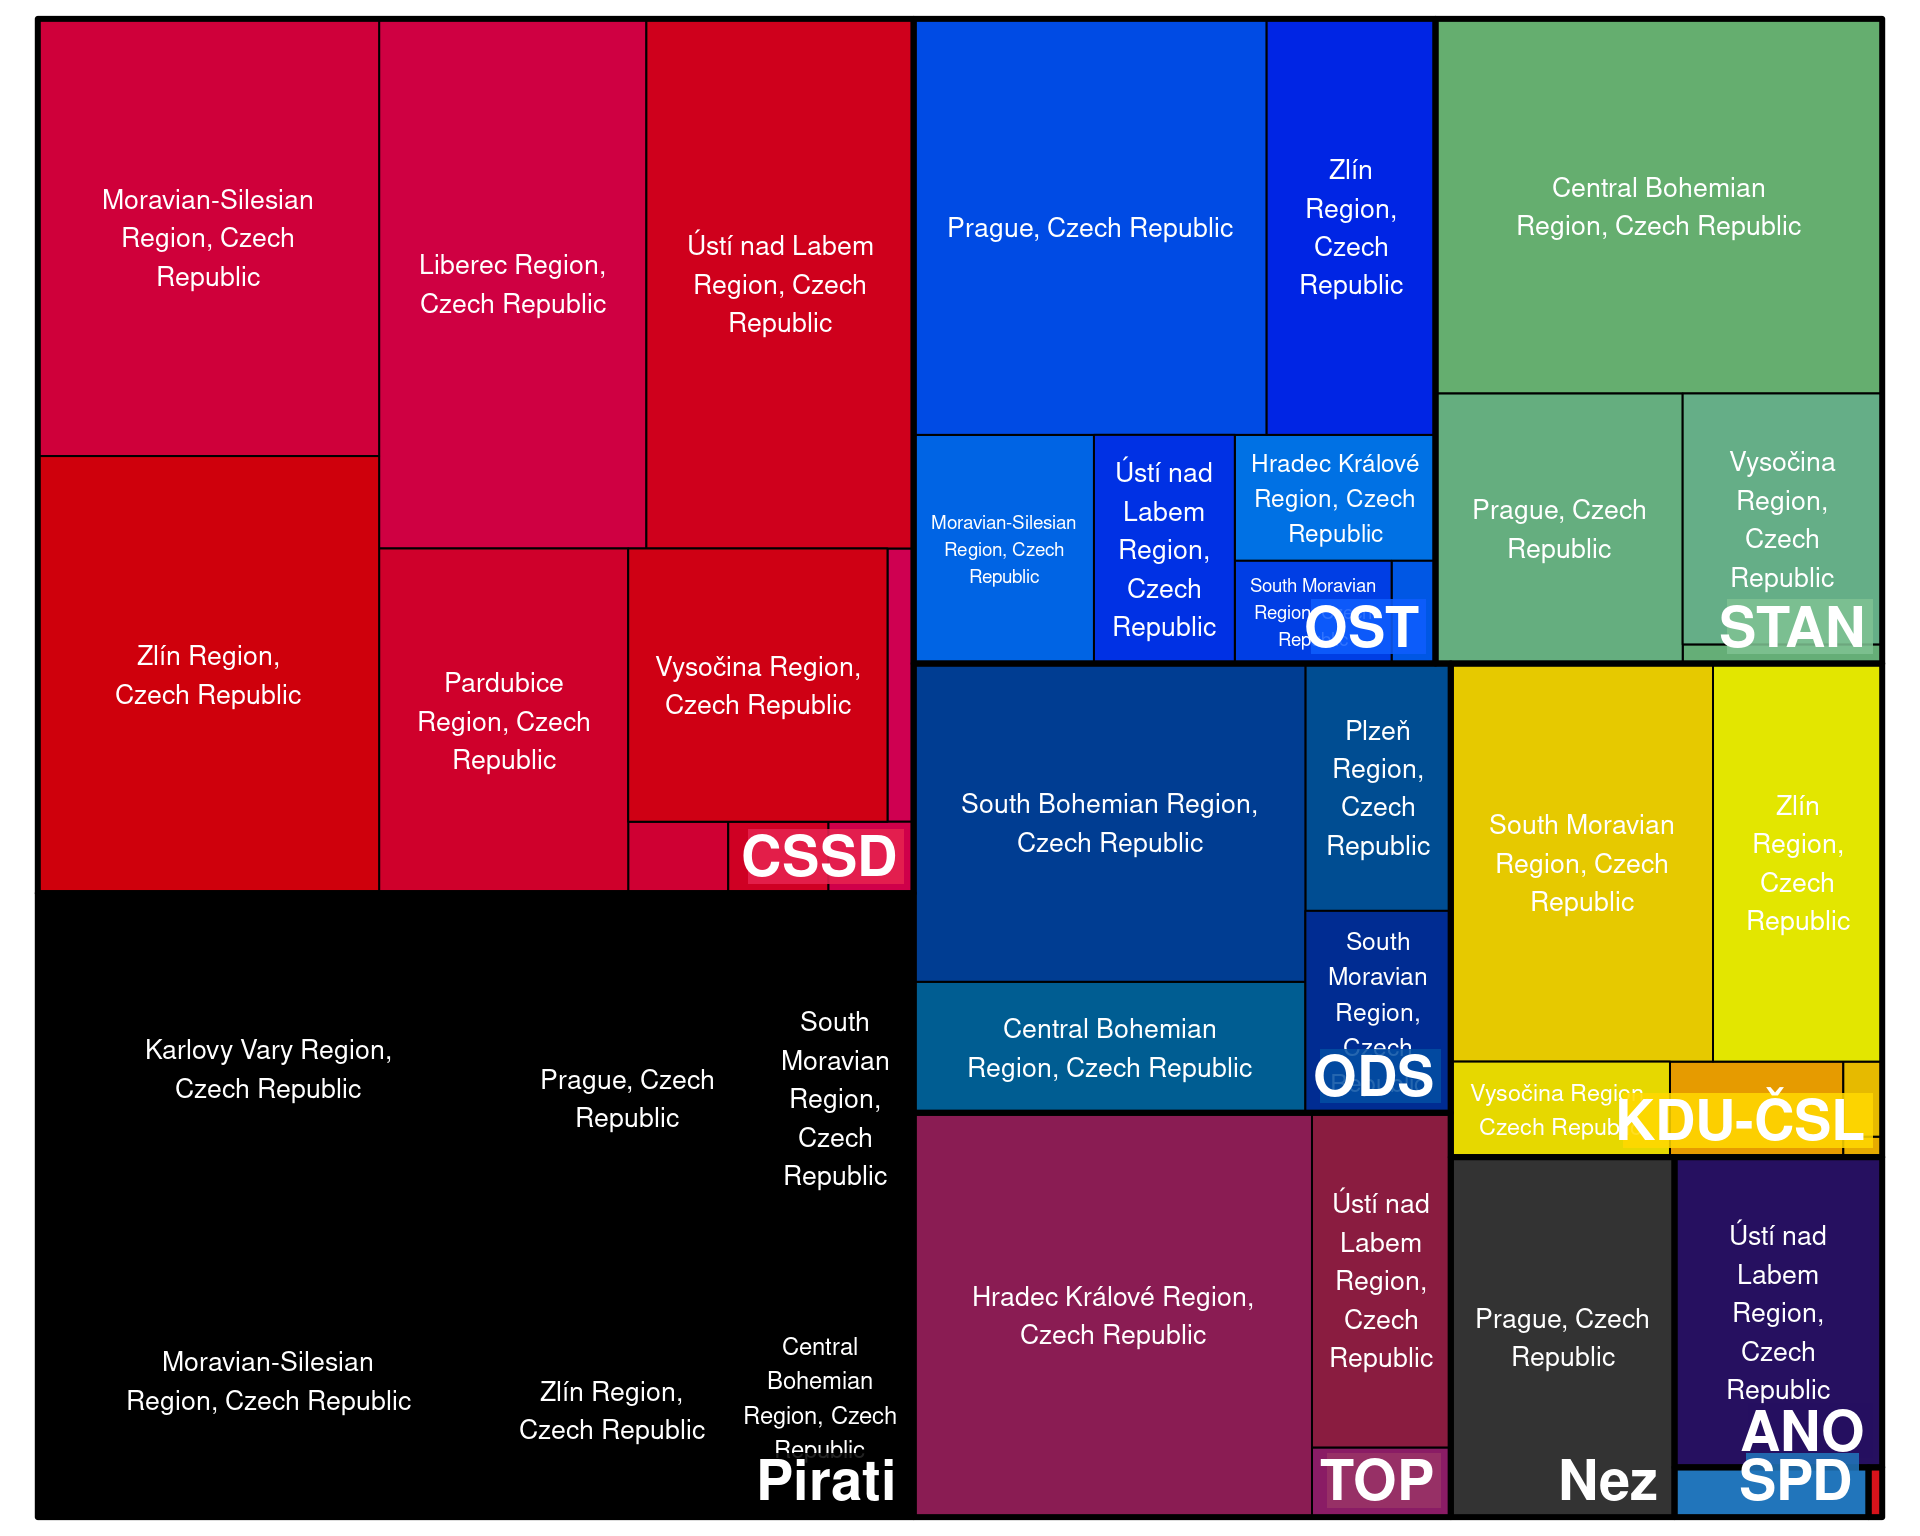 Moravian-Silesian
Region, Czech
Republic
Liberec Region,
Czech Republic
Ústí nad Labem
Region, Czech
Republic
Zlín Region,
Czech Republic
Pardubice
Region, Czech
Republic
Vysočina Region,
Czech Republic
CSSD
Prague, Czech Republic
Zlín
Region,
Czech
Republic
Moravian-Silesian
Region, Czech
Republic
Ústí nad
Labem
Region,
Czech
Republic
Hradec Králové
Region, Czech
Republic
South Moravian
Region
OST
Central Bohemian
Region, Czech Republic
Prague, Czech
Republic
Vysočina
Region,
Czech
Republic
STAN
South Bohemian Region,
Czech Republic
Plzeň
Region,
Czech
Republic
Central Bohemian
Region, Czech Republic
South
Moravian
Region,
Czech
ODS
South Moravian
Region, Czech
Republic
Zlín
Region,
Czech
Republic
Vysočina Region
Czech
KDU-ČSL
Karlovy Vary Region,
Czech Republic
Prague, Czech
Republic
South
Moravian
Region,
Czech
Republic
Moravian-Silesian
Region, Czech Republic
Zlín Region,
Czech Republic
Central
Bohemian
Region, Czech
Republic
Pirati
Hradec Králové Region,
Czech Republic
Ústí nad
Labem
Region,
Czech
Republic
TOP
Prague, Czech
Republic
Nez
Ústí nad
Labem
Region,
Czech
Republic
ANO
SPD